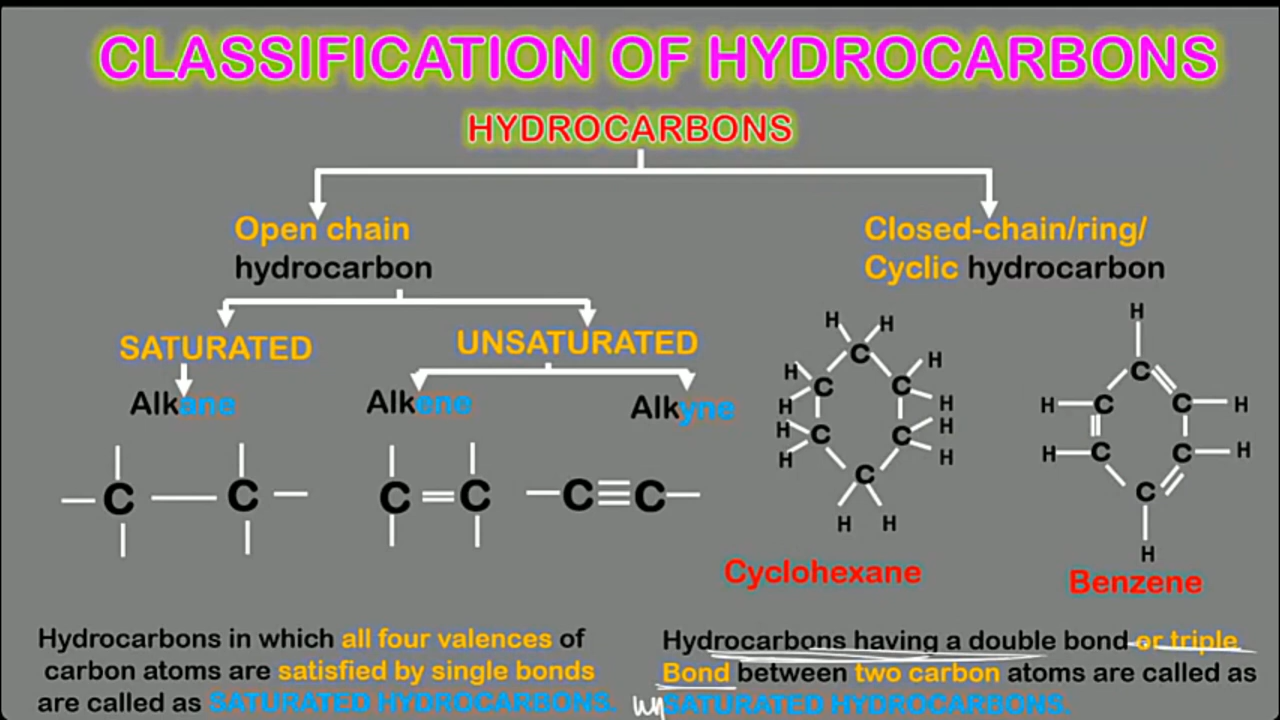 CLASSIFICATION OF HYDROCARBONS
HYDROCARBONS
Open chain
hydrocarbon
Closed-chain/ring/
Cyclic hydrocarbon
SATURATED
UNSATURATED
Alkane
Alkene
Alkyne
C C
C C
C C
H H
C
H C C H
H H
H C C H
H H
C
H H
Cyclohexane
H
C
H C C H
H C C H
C
H
Benzene
Hydrocarbons in which all four valences of
carbon atoms are satisfied by single bonds
are called as SATURATED HYDROCARBONS.
Hydrocarbons having a double bond or triple
Bond between two carbon atoms are called as
un SATURATED HYDROCARBONS.